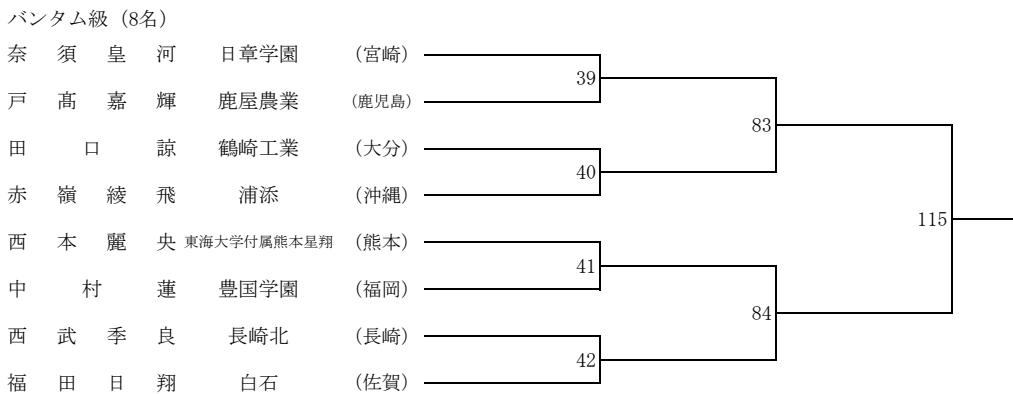 バンタム級（8名）
奈須皇河 日章学園 （宮崎）
39
戸髙嘉輝 鹿屋農業 （鹿児島）
83
田口諒 鶴崎工業 （大分）
40
赤嶺綾飛 浦添 （沖縄）
115
西本麗央 東海大学付属熊本星翔 （熊本）
41
中村蓮 豊国学園 （福岡）
84
西武季良 長崎北 （長崎）
42
福田日翔 白石 （佐賀）